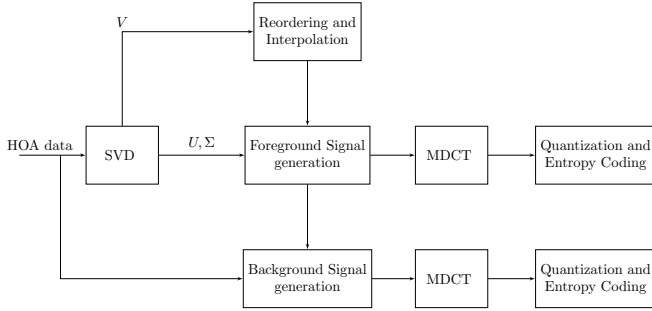 V
Reordering and
Interpolation
HOA data
SVD
U, Σ
Foreground Signal
generation
MDCT
Quantization and
Entropy Coding
Background Signal
generation
MDCT
Quantization and
Entropy Coding